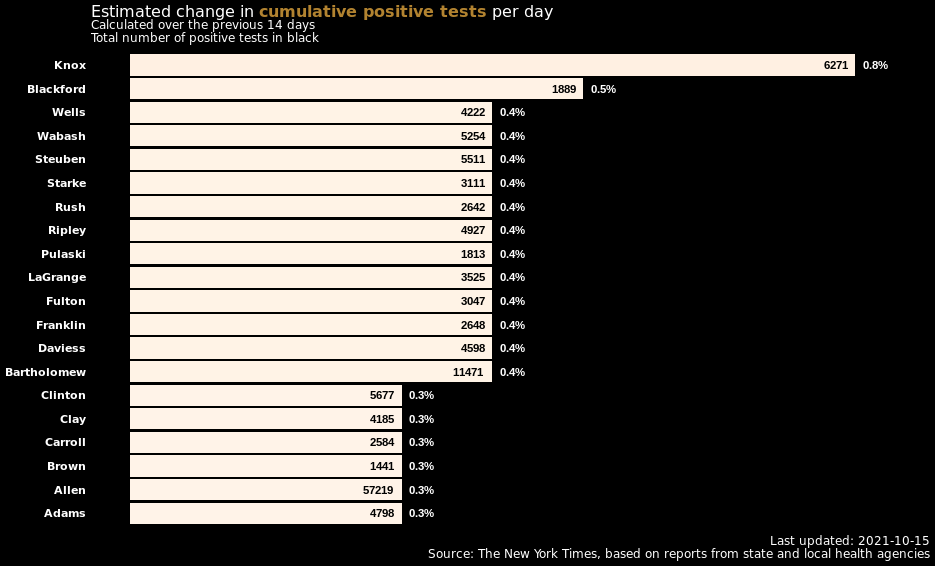 Estimated change in cumulative positive tests per day
Calculated over the previous 14 days
Total number of positive tests in black
Knox 6271 0.8%
Blackford 1889 0.5%
Wells 4222 0.4%
Wabash 5254 0.4%
Steuben 5511 0.4%
Starke 3111 0.4%
Rush 2642 0.4%
Ripley 4927 0.4%
Pulaski 1813 0.4%
LaGrange 3525 0.4%
Fulton 3047 0.4%
Franklin 2648 0.4%
Daviess 4598 0.4%
Bartholomew 11471 0.4%
Clinton 5677 0.3%
Clay 4185 0.3%
Carroll 2584 0.3%
Brown 1441 0.3%
Allen 57219 0.3%
Adams 4798 0.3%
Last updated: 2021-10-15
Source: The New York Times, based on reports from state and local health agencies